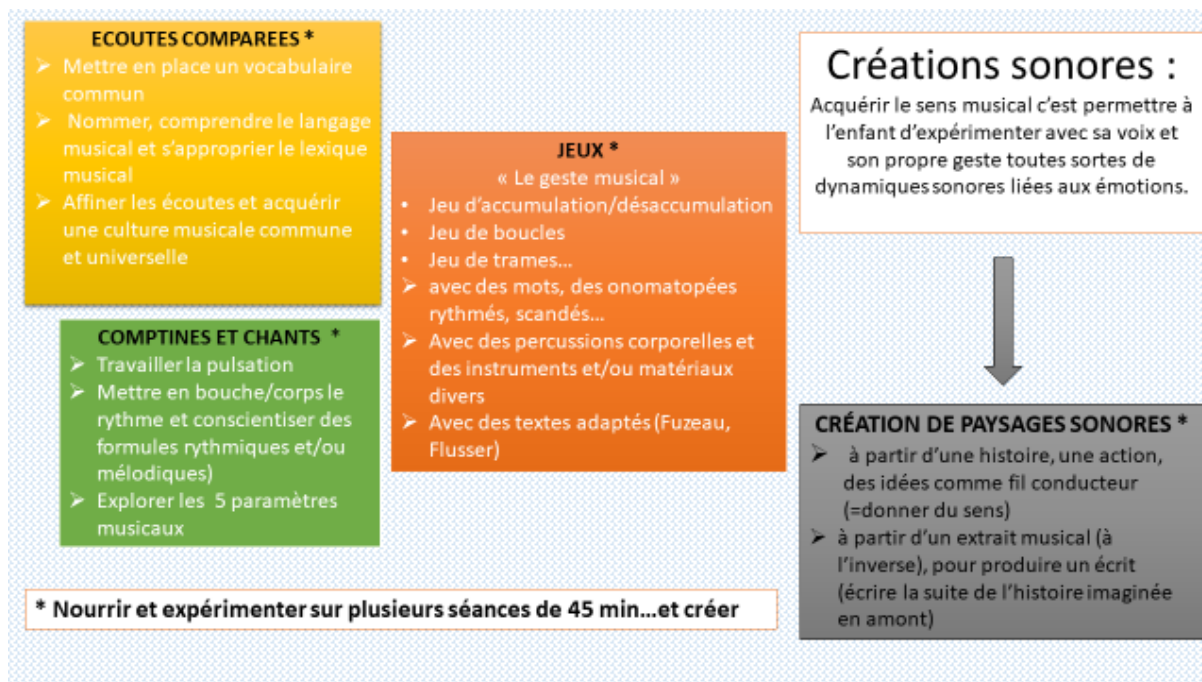 ECOUTES COMPAREES *
➢ Mettre en place un vocabulaire
commun
➢ Nommer, comprendre le langage
musical et s'approprier le lexique
musical
➢ Affiner les écoutes et acquérir
une culture musicale commune
et universelle
COMPTINES ET CHANTS *
➢ Travailler la pulsation
➢ Mettre en bouche/corps le
rythme et conscientiser des
formules rythmiques et/ou
mélodiques)
➢ Explorer les 5 paramètres
musicaux
JEUX *
« Le geste musical »
• Jeu d'accumulation/désaccumulation
• Jeu de boucles
• Jeu de trames…
➢ avec des mots, des onomatopées
rythmés, scandés…
➢ Avec des percussions corporelles et
des instruments et/ou matériaux
divers
➢ Avec des textes adaptés (Fuzeau,
Flusser)
Créations sonores :
Acquérir le sens musical c'est permettre à
l'enfant d'expérimenter avec sa voix et
son propre geste toutes sortes de
dynamiques sonores liées aux émotions.
CRÉATION DE PAYSAGES SONORES *
➢ à partir d'une histoire, une action,
des idées comme fil conducteur
(=donner du sens)
➢ à partir d'un extrait musical (à
l'inverse), pour produire un écrit
(écrire la suite de l'histoire imaginée
en amont)
* Nourrir et expérimenter sur plusieurs séances de 45 min…et créer